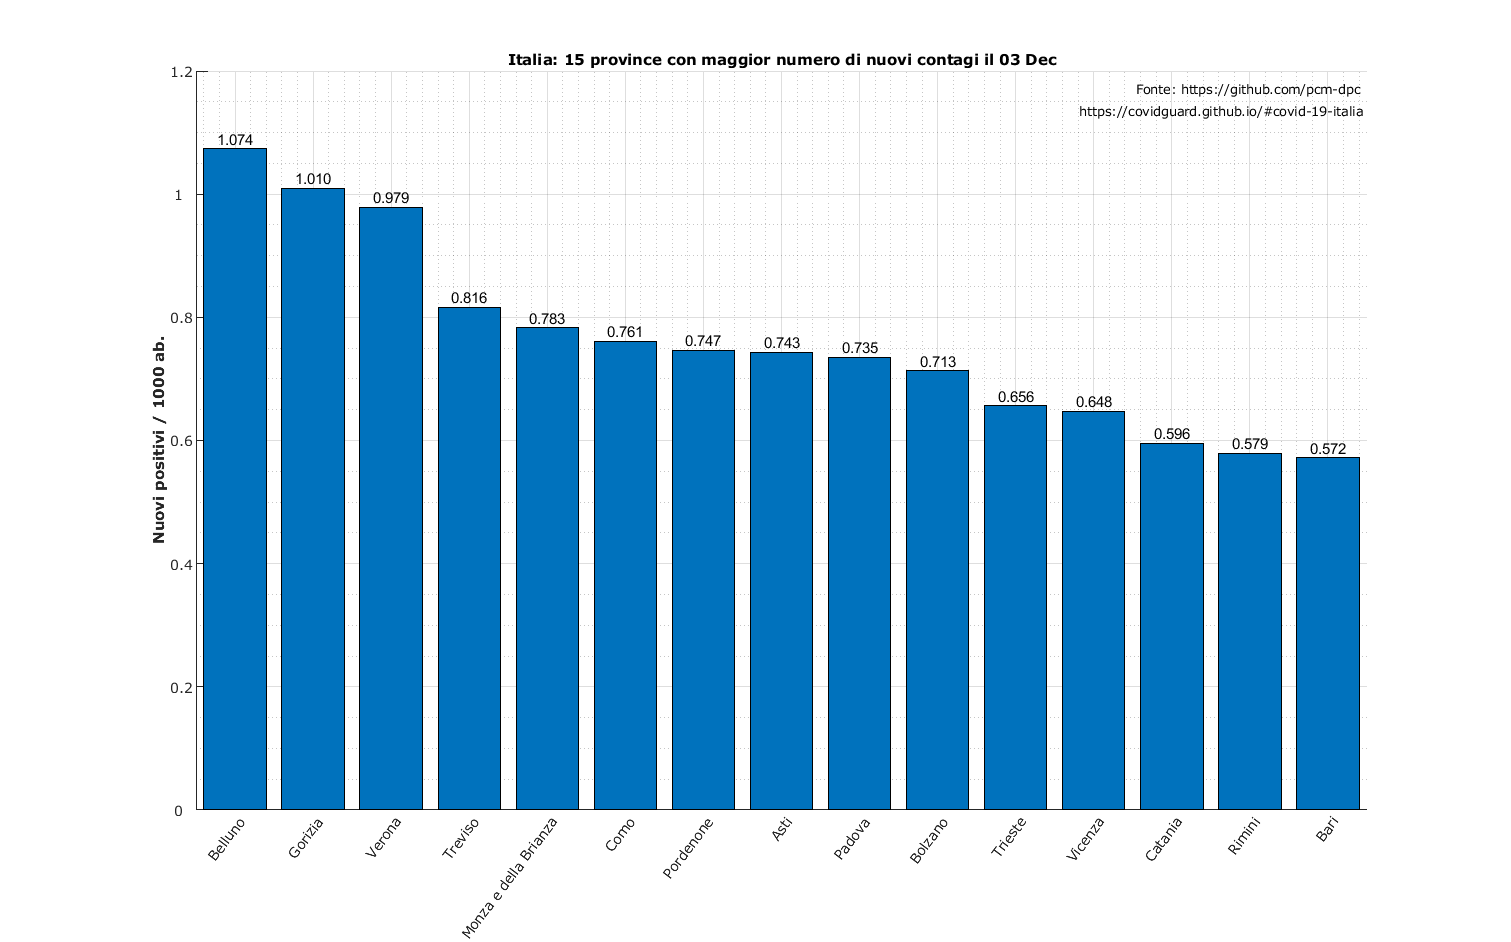 Italia: 15 province con maggior numero di nuovi contagi il 03 Dec
Fonte: https://github.com/pcm-dpc
https://covidguard.github.io/#covid-19-italia
Nuovi positivi / 1000 ab.
1.2
1
0.8
0.6
0.4
0.2
0
1.074
1.010
0.979
0.816
0.783
0.761
0.747
0.743
0.735
0.713
0.656
0.648
0.596
0.579
0.572
Belluno
Gorizia
Verona
Treviso
Monza e della Brianza
Como
Pordenone
Asti
Padova
Bolzano
Trieste
Vicenza
Catania
Rimini
Bari